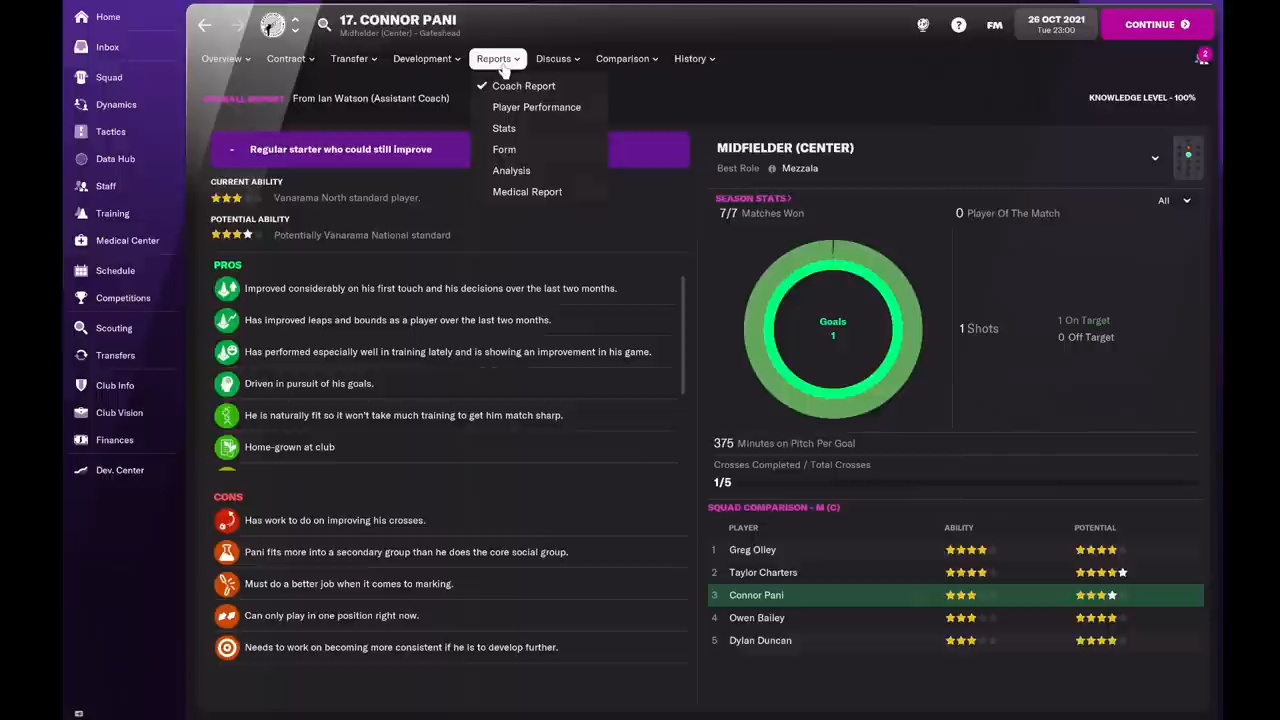 17. CONNOR PANI
Midfielder (Center) - Gateshead
FM
26 OCT 2021
Tue 23:00
CONTINUE
Home
Inbox
Squad
Dynamics
Tactics
Data Hub
Staff
Training
Medical Center
Schedule
Competitions
Scouting
Transfers
Club Info
Club Vision
Finances
Dev. Center
Overview
Contract
Transfer
Development
Reports
Discuss
Comparison
History
2
Coach Report
Player Performance
Stats
Form
Analysis
Medical Report
OVERALL REPORT From Ian Watson (Assistant Coach)
KNOWLEDGE LEVEL - 100%
- Regular starter who could still improve
CURRENT ABILITY
Vanarama North standard player.
POTENTIAL ABILITY
Potentially Vanarama National standard
PROS
Improved considerably on his first touch and his decisions over the last two months.
Has improved leaps and bounds as a player over the last two months.
Has performed especially well in training lately and is showing an improvement in his game.
Driven in pursuit of his goals.
He is naturally fit so it won't take much training to get him match sharp.
Home-grown at club
CONS
Has work to do on improving his crosses.
Pani fits more into a secondary group than he does the core social group.
Must do a better job when it comes to marking.
Can only play in one position right now.
Needs to work on becoming more consistent if he is to develop further.
MIDFIELDER (CENTER)
Best Role Mezzala
SEASON STATS>
All
7/7 Matches Won
0 Player Of The Match
Goals
1
1 Shots
1 On Target
0 Off Target
375 Minutes on Pitch Per Goal
Crosses Completed / Total Crosses
1/5
SQUAD COMPARISON - M (C)
PLAYER ABILITY POTENTIAL
1 Greg Olley
2 Taylor Charters
3 Connor Pani
4 Owen Bailey
5 Dylan Duncan